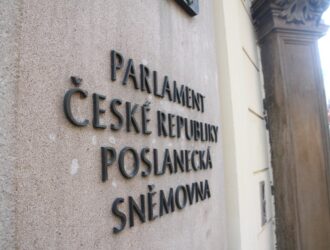 PARLAMENT
ČESKÉ REPUBLIKY
POSLANECKÁ
SNĚMOVNA